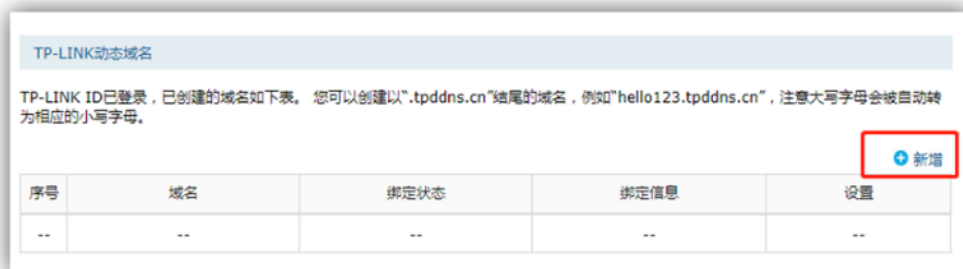 TP-LINK动态域名
TP-LINK ID已登录，已创建的域名如下表。 您可以创建以“.tpddns.cn”结尾的域名，例如“hello123.tpddns.cn”，注意大写字母会被自动转
为相应的小写字母。
新增
序号 域名 绑定状态 绑定信息 设置
-- -- -- -- --